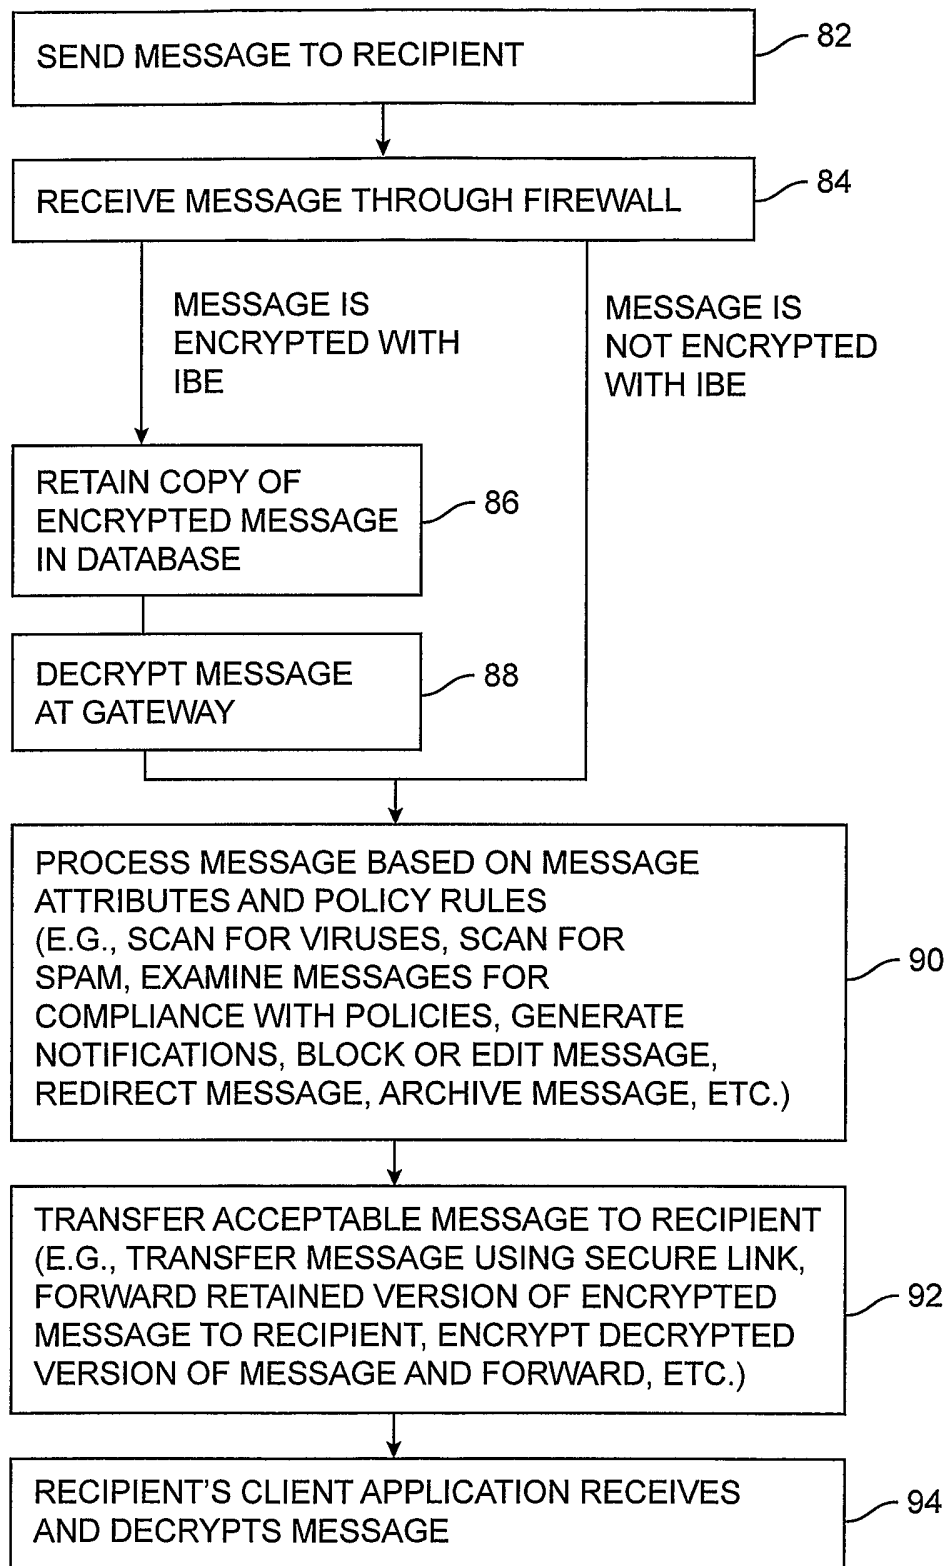 SEND MESSAGE TO RECIPIENT
82
RECEIVE MESSAGE THROUGH FIREWALL
84
MESSAGE IS
ENCRYPTED WITH
IBE
MESSAGE IS
NOT ENCRYPTED
WITH IBE
RETAIN COPY OF
ENCRYPTED MESSAGE
IN DATABASE
86
DECRYPT MESSAGE
AT GATEWAY
88
PROCESS MESSAGE BASED ON MESSAGE
ATTRIBUTES AND POLICY RULES
(E.G., SCAN FOR VIRUSES, SCAN FOR
SPAM, EXAMINE MESSAGES FOR
COMPLIANCE WITH POLICIES, GENERATE
NOTIFICATIONS, BLOCK OR EDIT MESSAGE,
REDIRECT MESSAGE, ARCHIVE MESSAGE, ETC.)
90
TRANSFER ACCEPTABLE MESSAGE TO RECIPIENT
(E.G., TRANSFER MESSAGE USING SECURE LINK,
FORWARD RETAINED VERSION OF ENCRYPTED
MESSAGE TO RECIPIENT, ENCRYPT DECRYPTED
VERSION OF MESSAGE AND FORWARD, ETC.)
92
RECIPIENT'S CLIENT APPLICATION RECEIVES
AND DECRYPTS MESSAGE
94